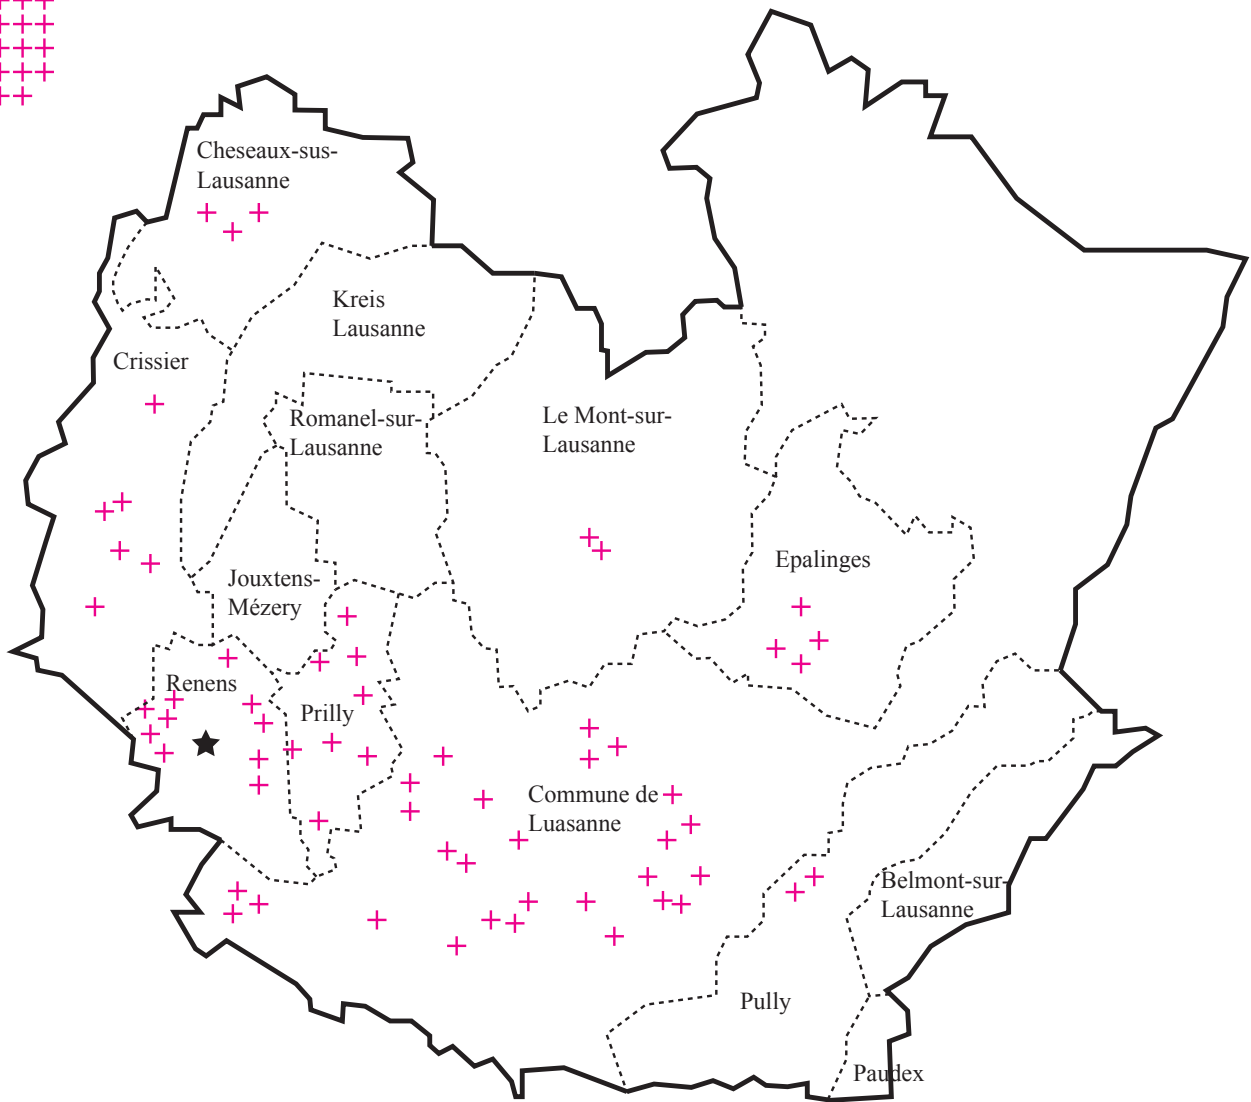 Cheseaux-sus-
Lausanne
Kreis
Lausanne
Crissier
Romanel-sur-
Lausanne
Le Mont-sur-
Lausanne
Epalinges
Jouxtens-
Mézery
Renens
Prilly
Commune de
Luasanne
Belmont-sur-
Lausanne
Pully
Paudex